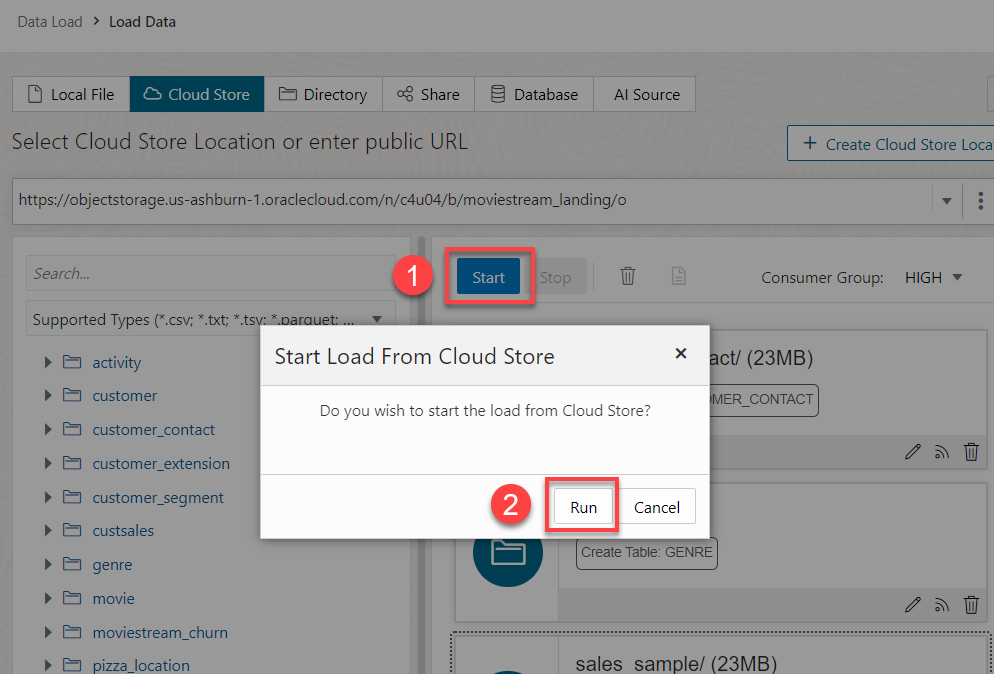 Data Load > Load Data
Local File Cloud Store Directory Share Database AI Source
Select Cloud Store Location or enter public URL
+ Create Cloud Store Loca
https://objectstorage.us-ashburn-1.oraclecloud.com/n/c4u04/b/moviestream_landing/o
Search...
1 Start Stop Consumer Group: HIGH
Supported Types (*.csv; *.txt; *.tsv; *.parquet; ...
Start Load From Cloud Store ×
act/ (23MB)
activity
customer
OMER_CONTACT
Do you wish to start the load from Cloud Store?
customer_contact
customer_extension
customer_segment
2 Run Cancel
custsales
Create Table: GENRE
genre
movie
moviestream_churn
pizza_location
sales_sample/ (23MB)